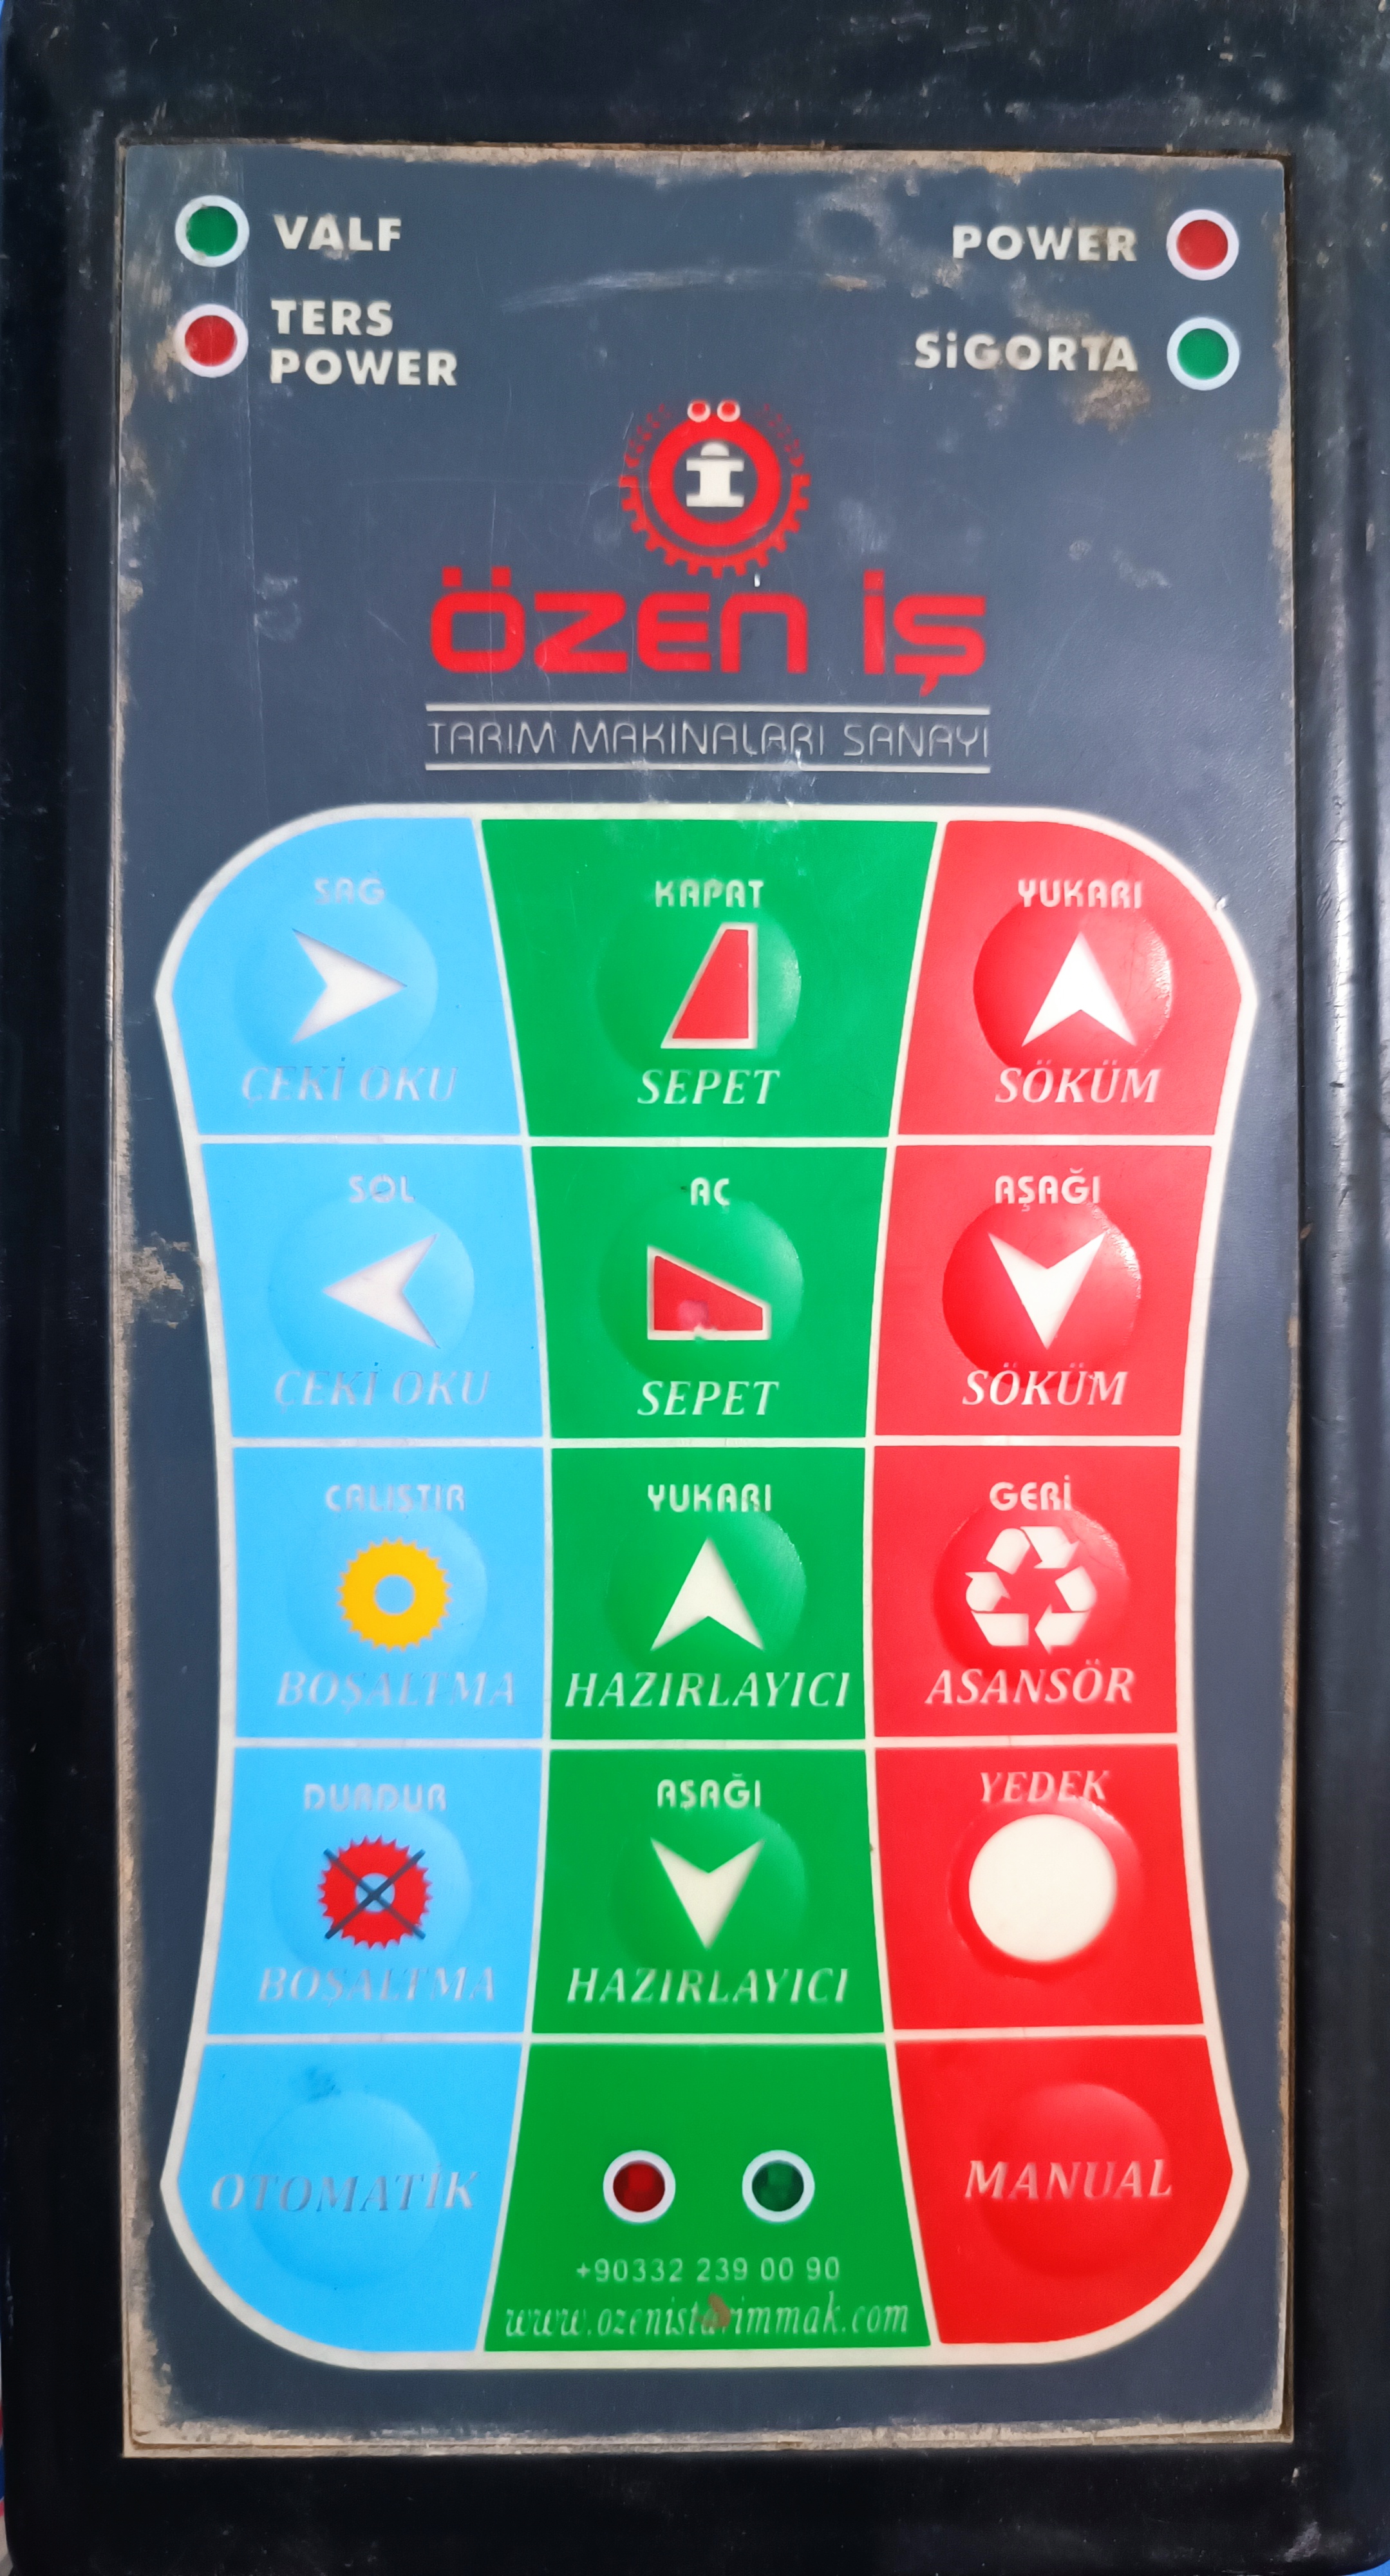 VALF
POWER
TERS
POWER
SiGORTA
ÖZEN İŞ
TARIM MAKINALARI SANAYI
SAĞ
ÇEKİ OKU
KAPAT
SEPET
YUKARI
SÖKÜM
SOL
ÇEKİ OKU
AÇ
SEPET
AŞAĞI
SÖKÜM
ÇALIŞTIR
BOŞALTMA
YUKARI
HAZIRLAYICI
GERİ
ASANSÖR
DURDUR
BOŞALTMA
AŞAĞI
HAZIRLAYICI
YEDEK
OTOMATİK
MANUAL
+90332 239 00 90
www.ozenistarimmak.com